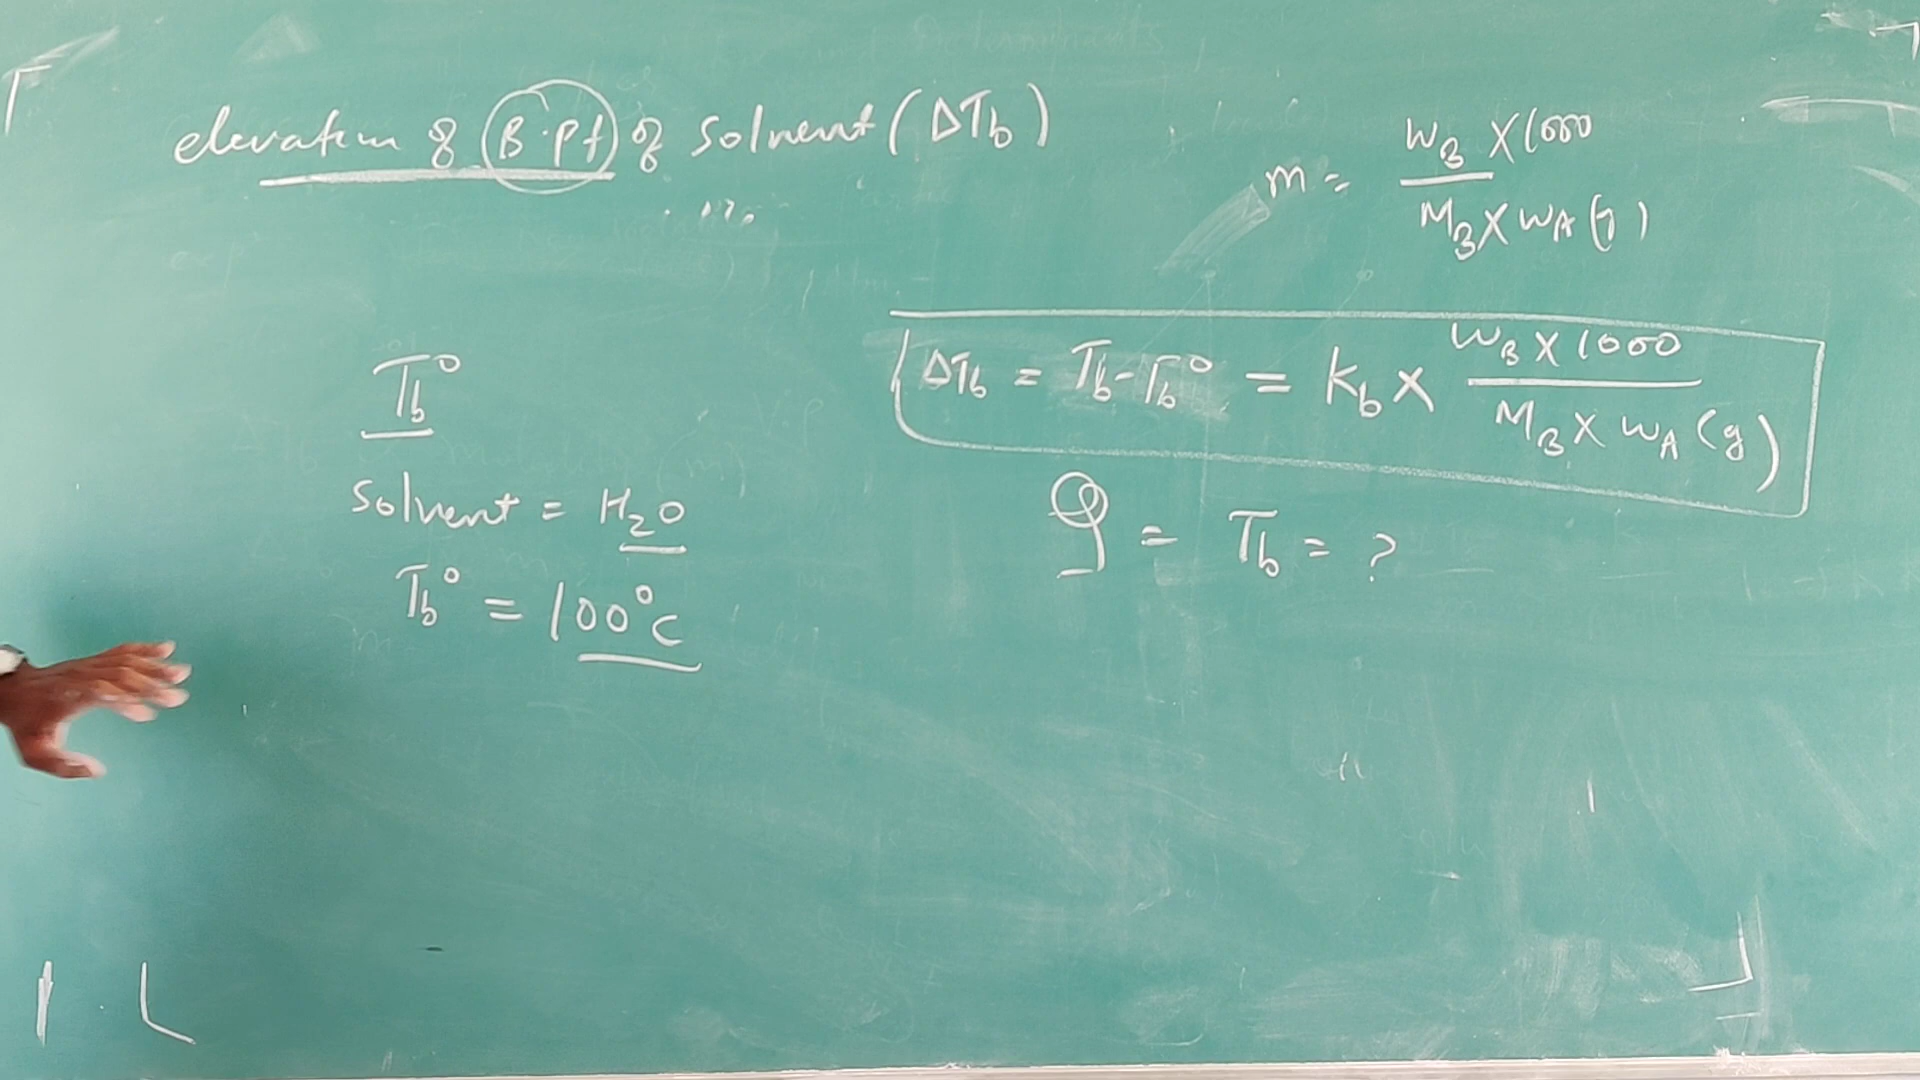 elevation of B.pt of solvent (ΔTb)
m = WB X 1000 / MB X WA (g)
Tb°
ΔTb = Tb - Tb° = Kb X WB X 1000 / MB X WA (g)
Solvent = H2O
Q = Tb = ?
Tb° = 100°C